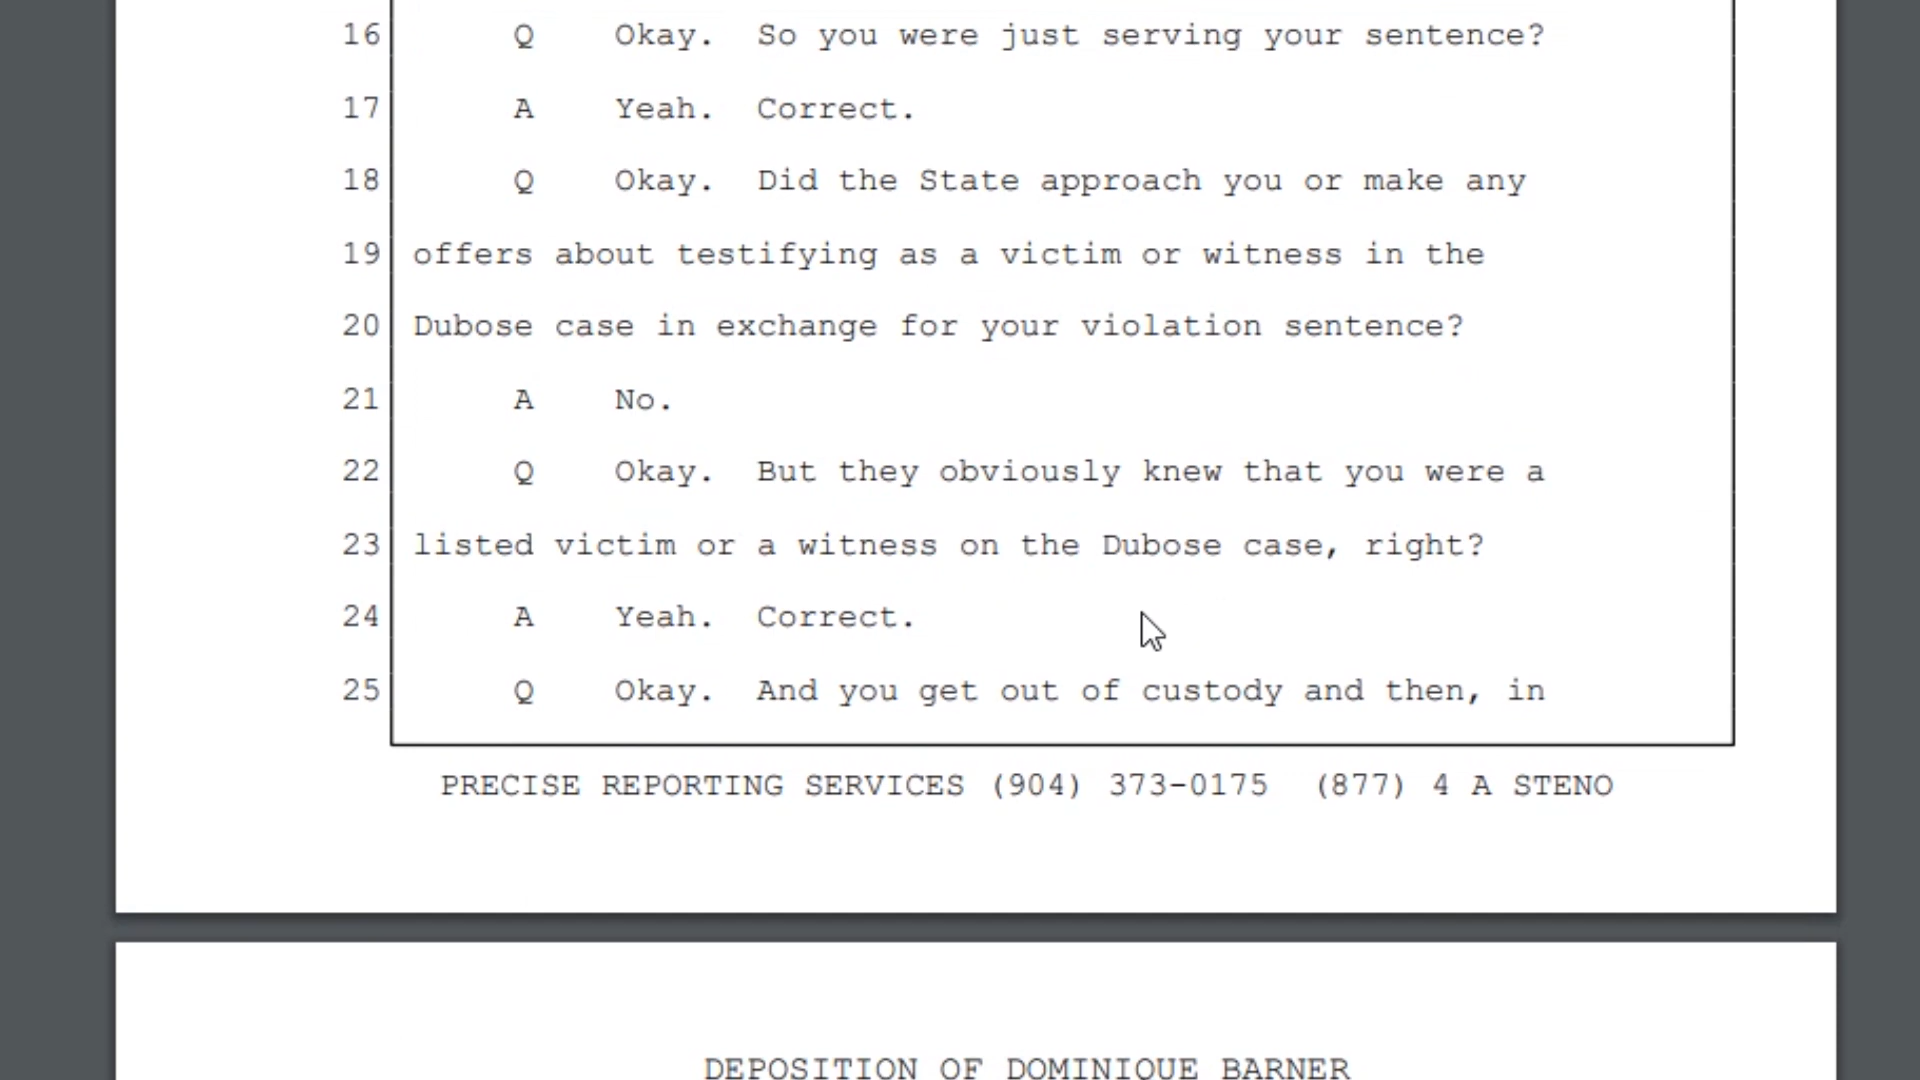 16 Q Okay. So you were just serving your sentence?
17 A Yeah. Correct.
18 Q Okay. Did the State approach you or make any
19 offers about testifying as a victim or witness in the
20 Dubose case in exchange for your violation sentence?
21 A No.
22 Q Okay. But they obviously knew that you were a
23 listed victim or a witness on the Dubose case, right?
24 A Yeah. Correct.
25 Q Okay. And you get out of custody and then, in
PRECISE REPORTING SERVICES (904) 373-0175 (877) 4 A STENO
DEPOSITION OF DOMINIQUE BARNER